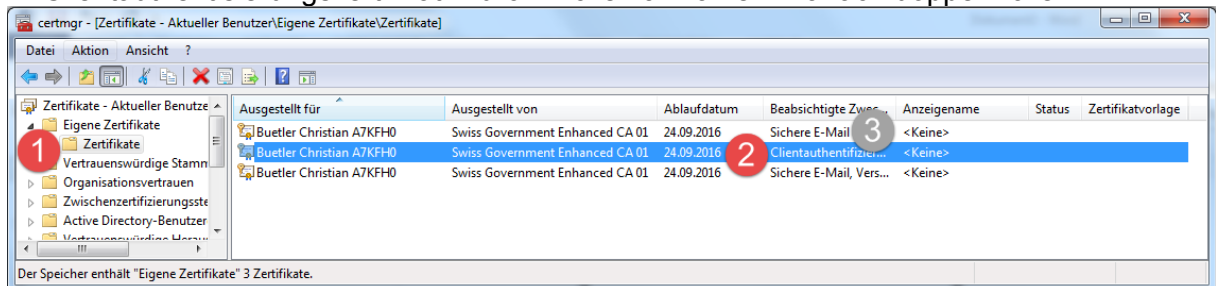 certmgr - [Zertifikate - Aktueller Benutzer\Eigene Zertifikate\Zertifikate]
Datei Aktion Ansicht ?
Zertifikate - Aktueller Benutze
Eigene Zertifikate
Zertifikate
Vertrauenswürdige Stamm
Organisationsvertrauen
Zwischenzertifizierungsste
Active Directory-Benutzer
Ausgestellt für Ausgestellt von Ablaufdatum Beabsichtigte Zwec... Anzeigename Status Zertifikatvorlage
Buetler Christian A7KFH0 Swiss Government Enhanced CA 01 24.09.2016 Sichere E-Mail <Keine>
Buetler Christian A7KFH0 Swiss Government Enhanced CA 01 24.09.2016 Clientauthentifizier... <Keine>
Buetler Christian A7KFH0 Swiss Government Enhanced CA 01 24.09.2016 Sichere E-Mail, Vers... <Keine>
1
2
3
Der Speicher enthält "Eigene Zertifikate" 3 Zertifikate.